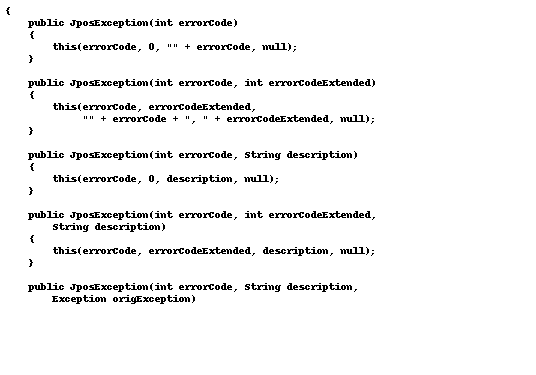 {
    public JposException(int errorCode)
    {
        this(errorCode, 0, "" + errorCode, null);
    }

    public JposException(int errorCode, int errorCodeExtended)
    {
        this(errorCode, errorCodeExtended,
             "" + errorCode + ", " + errorCodeExtended, null);
    }

    public JposException(int errorCode, String description)
    {
        this(errorCode, 0, description, null);
    }

    public JposException(int errorCode, int errorCodeExtended,
        String description)
    {
        this(errorCode, errorCodeExtended, description, null);
    }

    public JposException(int errorCode, String description,
        Exception origException)